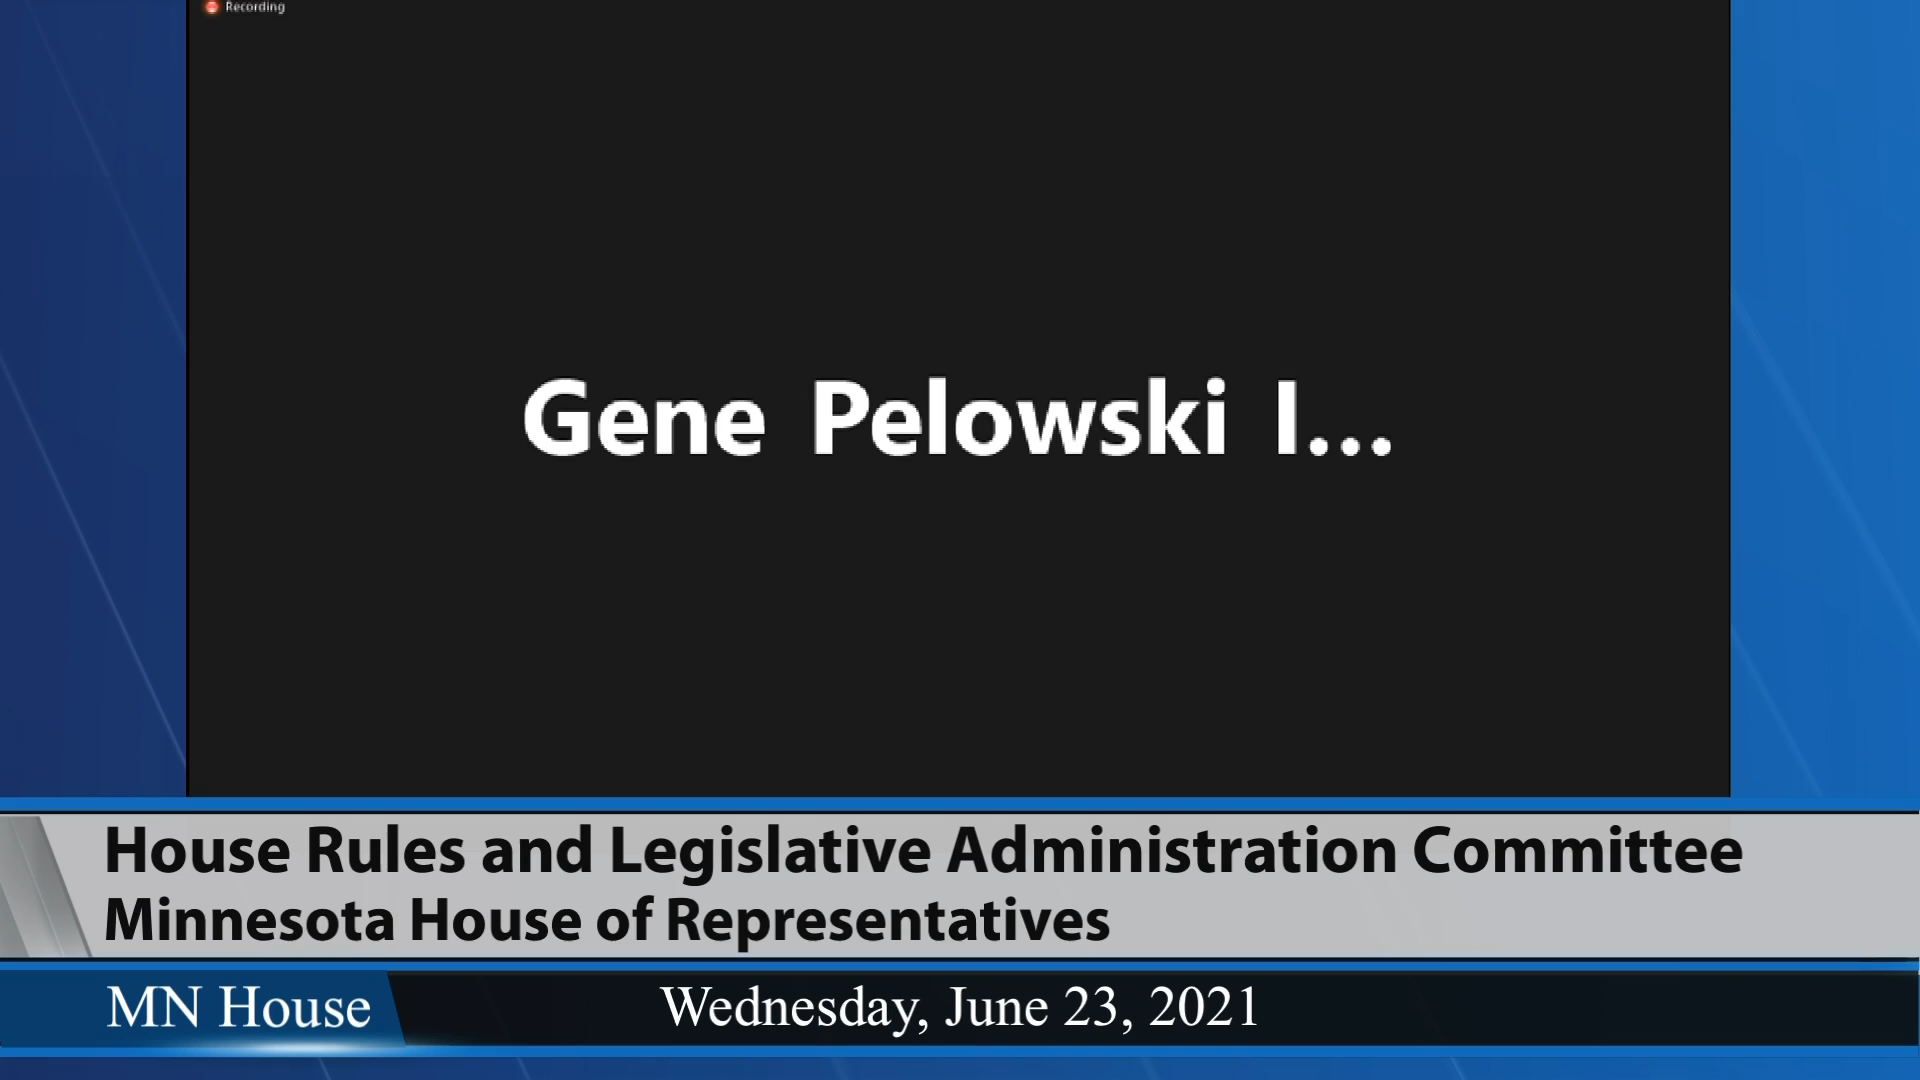 Recording
Gene Pelowski I...
House Rules and Legislative Administration Committee
Minnesota House of Representatives
MN House
Wednesday, June 23, 2021